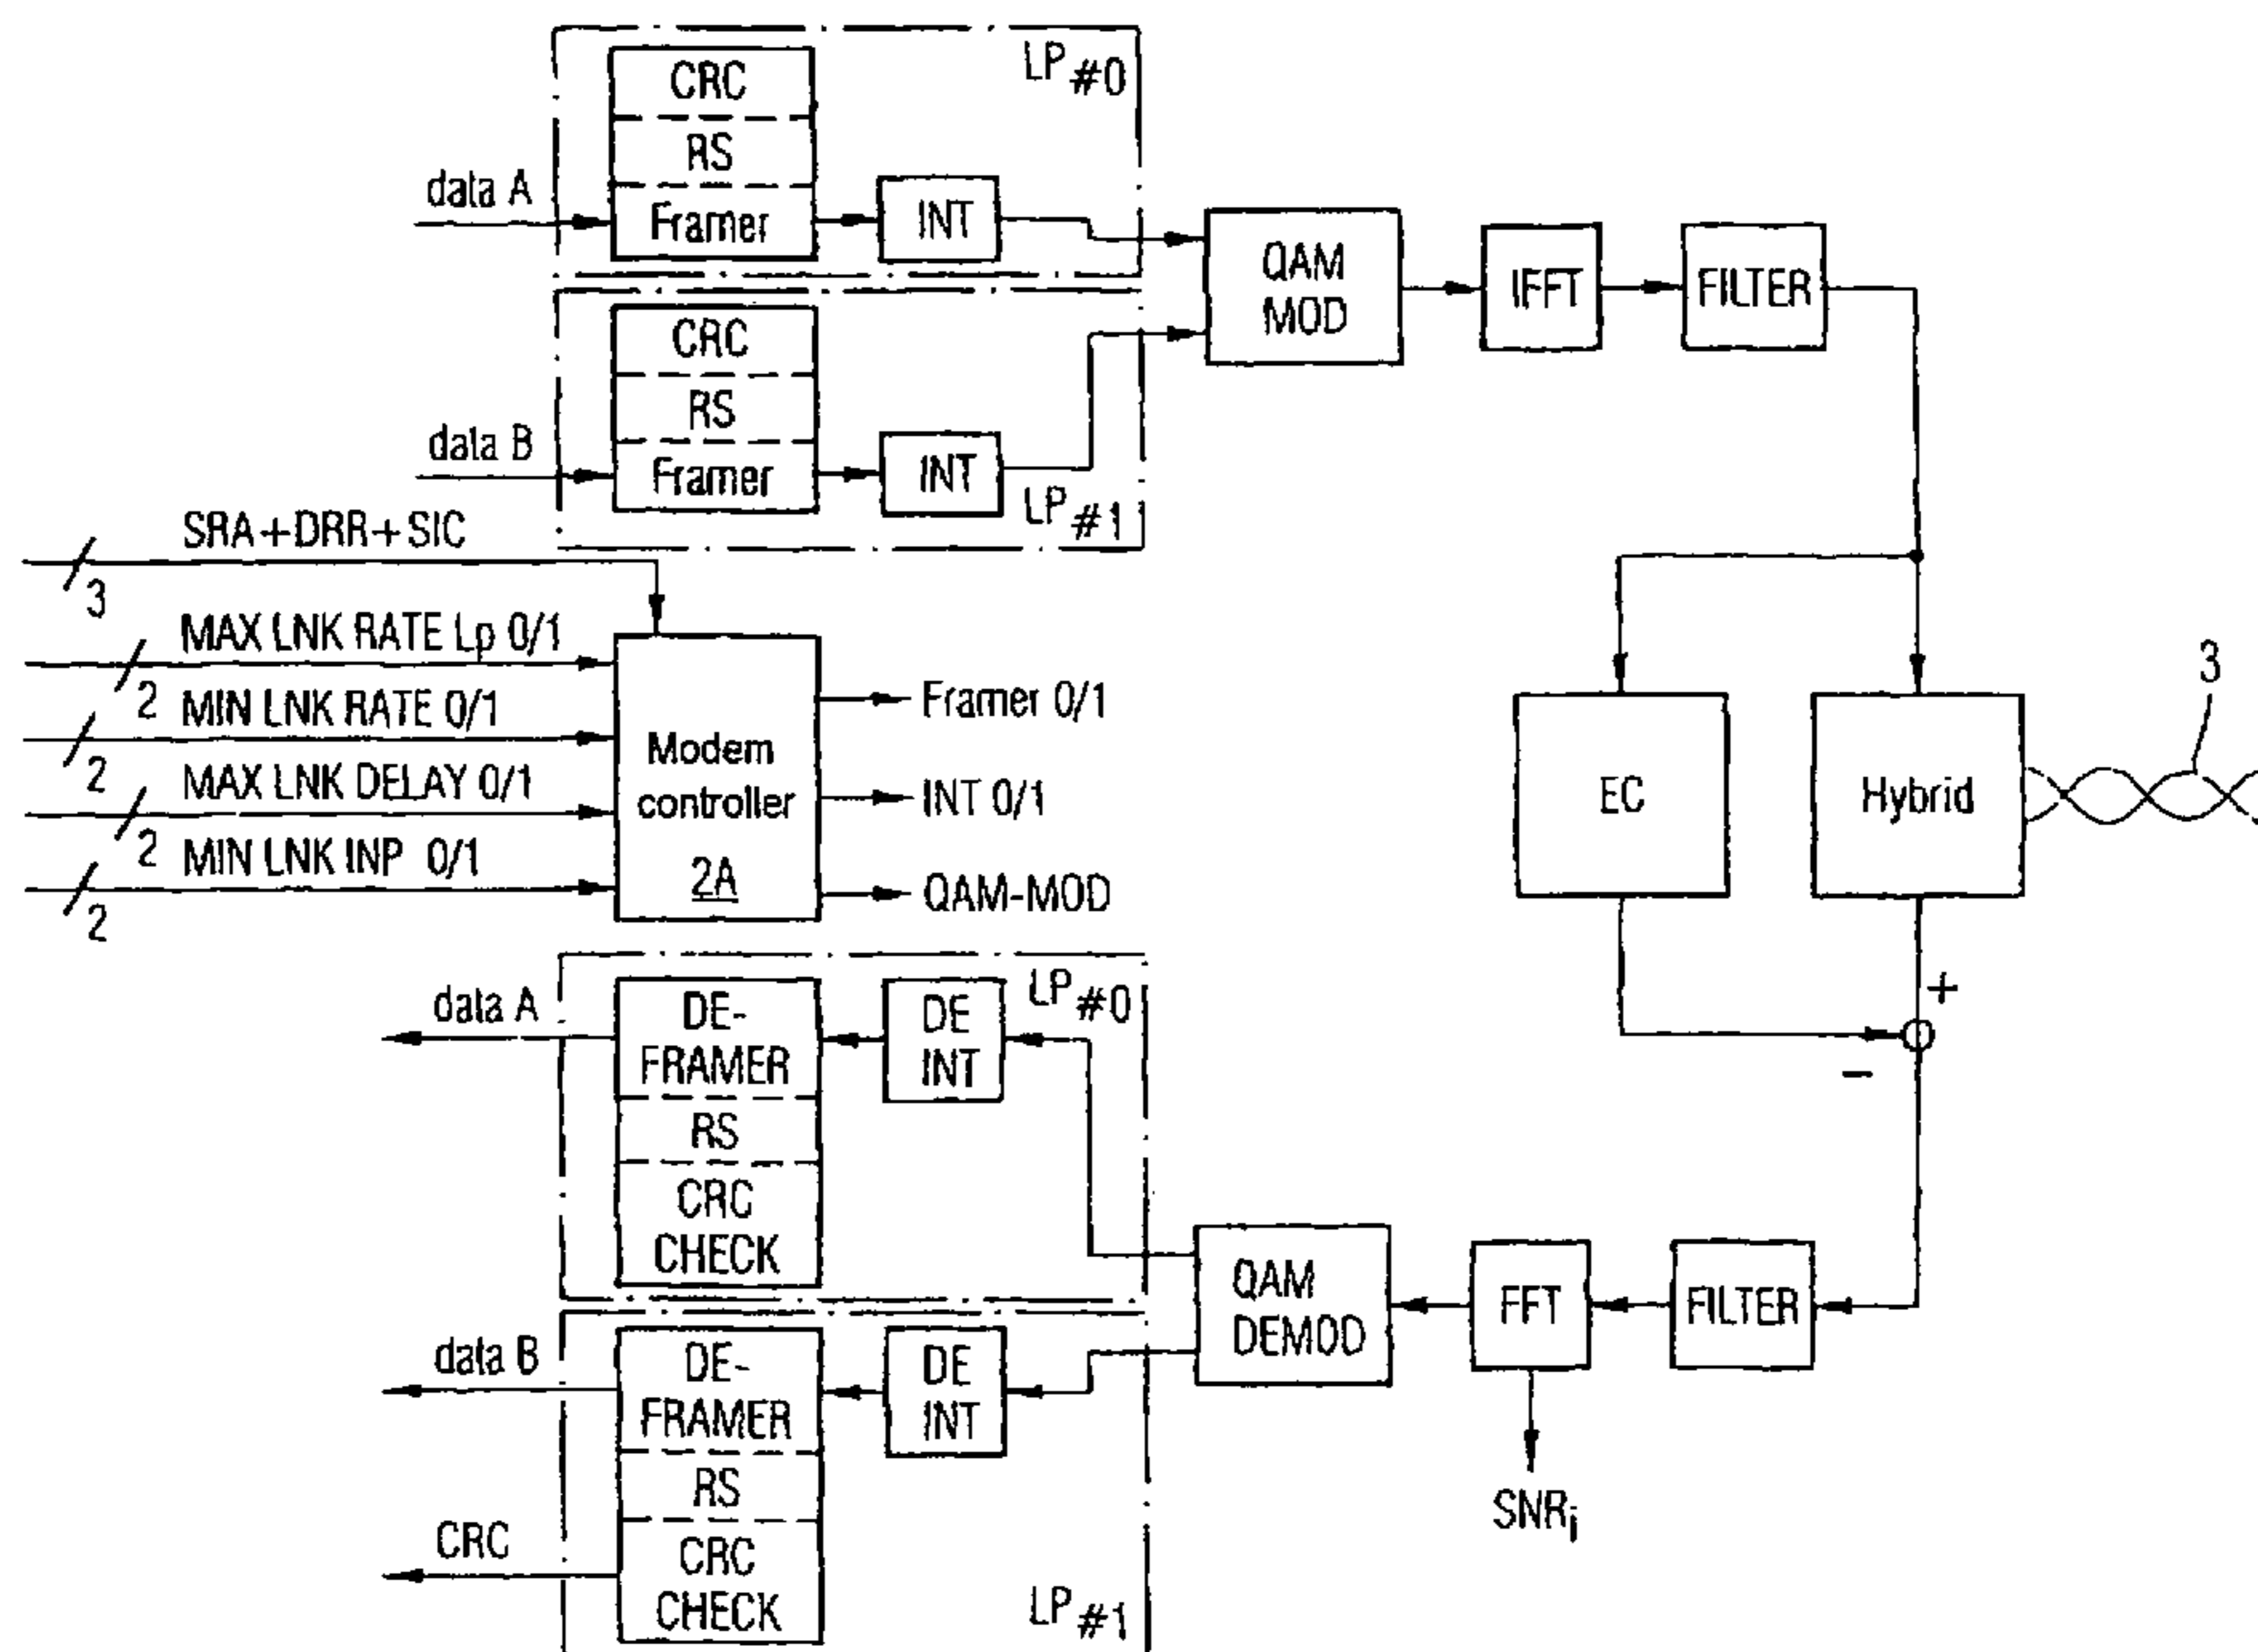 CRC
LP #0
RS
data A
Framer
INT
QAM
MOD
IFFT
FILTER
CRC
RS
data B
Framer
INT
LP #1
SRA+DRR+SIC
3
MAX LNK RATE Lp 0/1
2
MIN LNK RATE 0/1
2
MAX LNK DELAY 0/1
2
MIN LNK INP 0/1
2
Modem
controller
2A
Framer 0/1
INT 0/1
QAM-MOD
EC
Hybrid
3
+
−
data A
DE-
FRAMER
RS
CRC
CHECK
DE
INT
LP #0
QAM
DEMOD
FFT
FILTER
SNRi
data B
DE-
FRAMER
RS
CRC
CRC
CHECK
DE
INT
LP #1